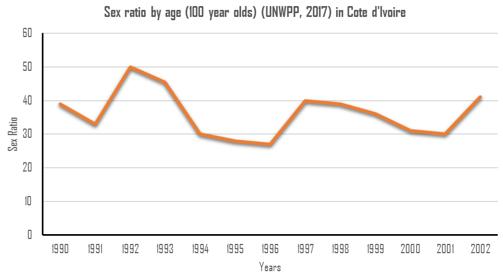 Sex ratio by age (100 year olds) (UNWPP, 2017) in Cote d'Ivoire
60
50
40
30
20
10
0
Sex Ratio
1990 1991 1992 1993 1994 1995 1996 1997 1998 1999 2000 2001 2002
Years